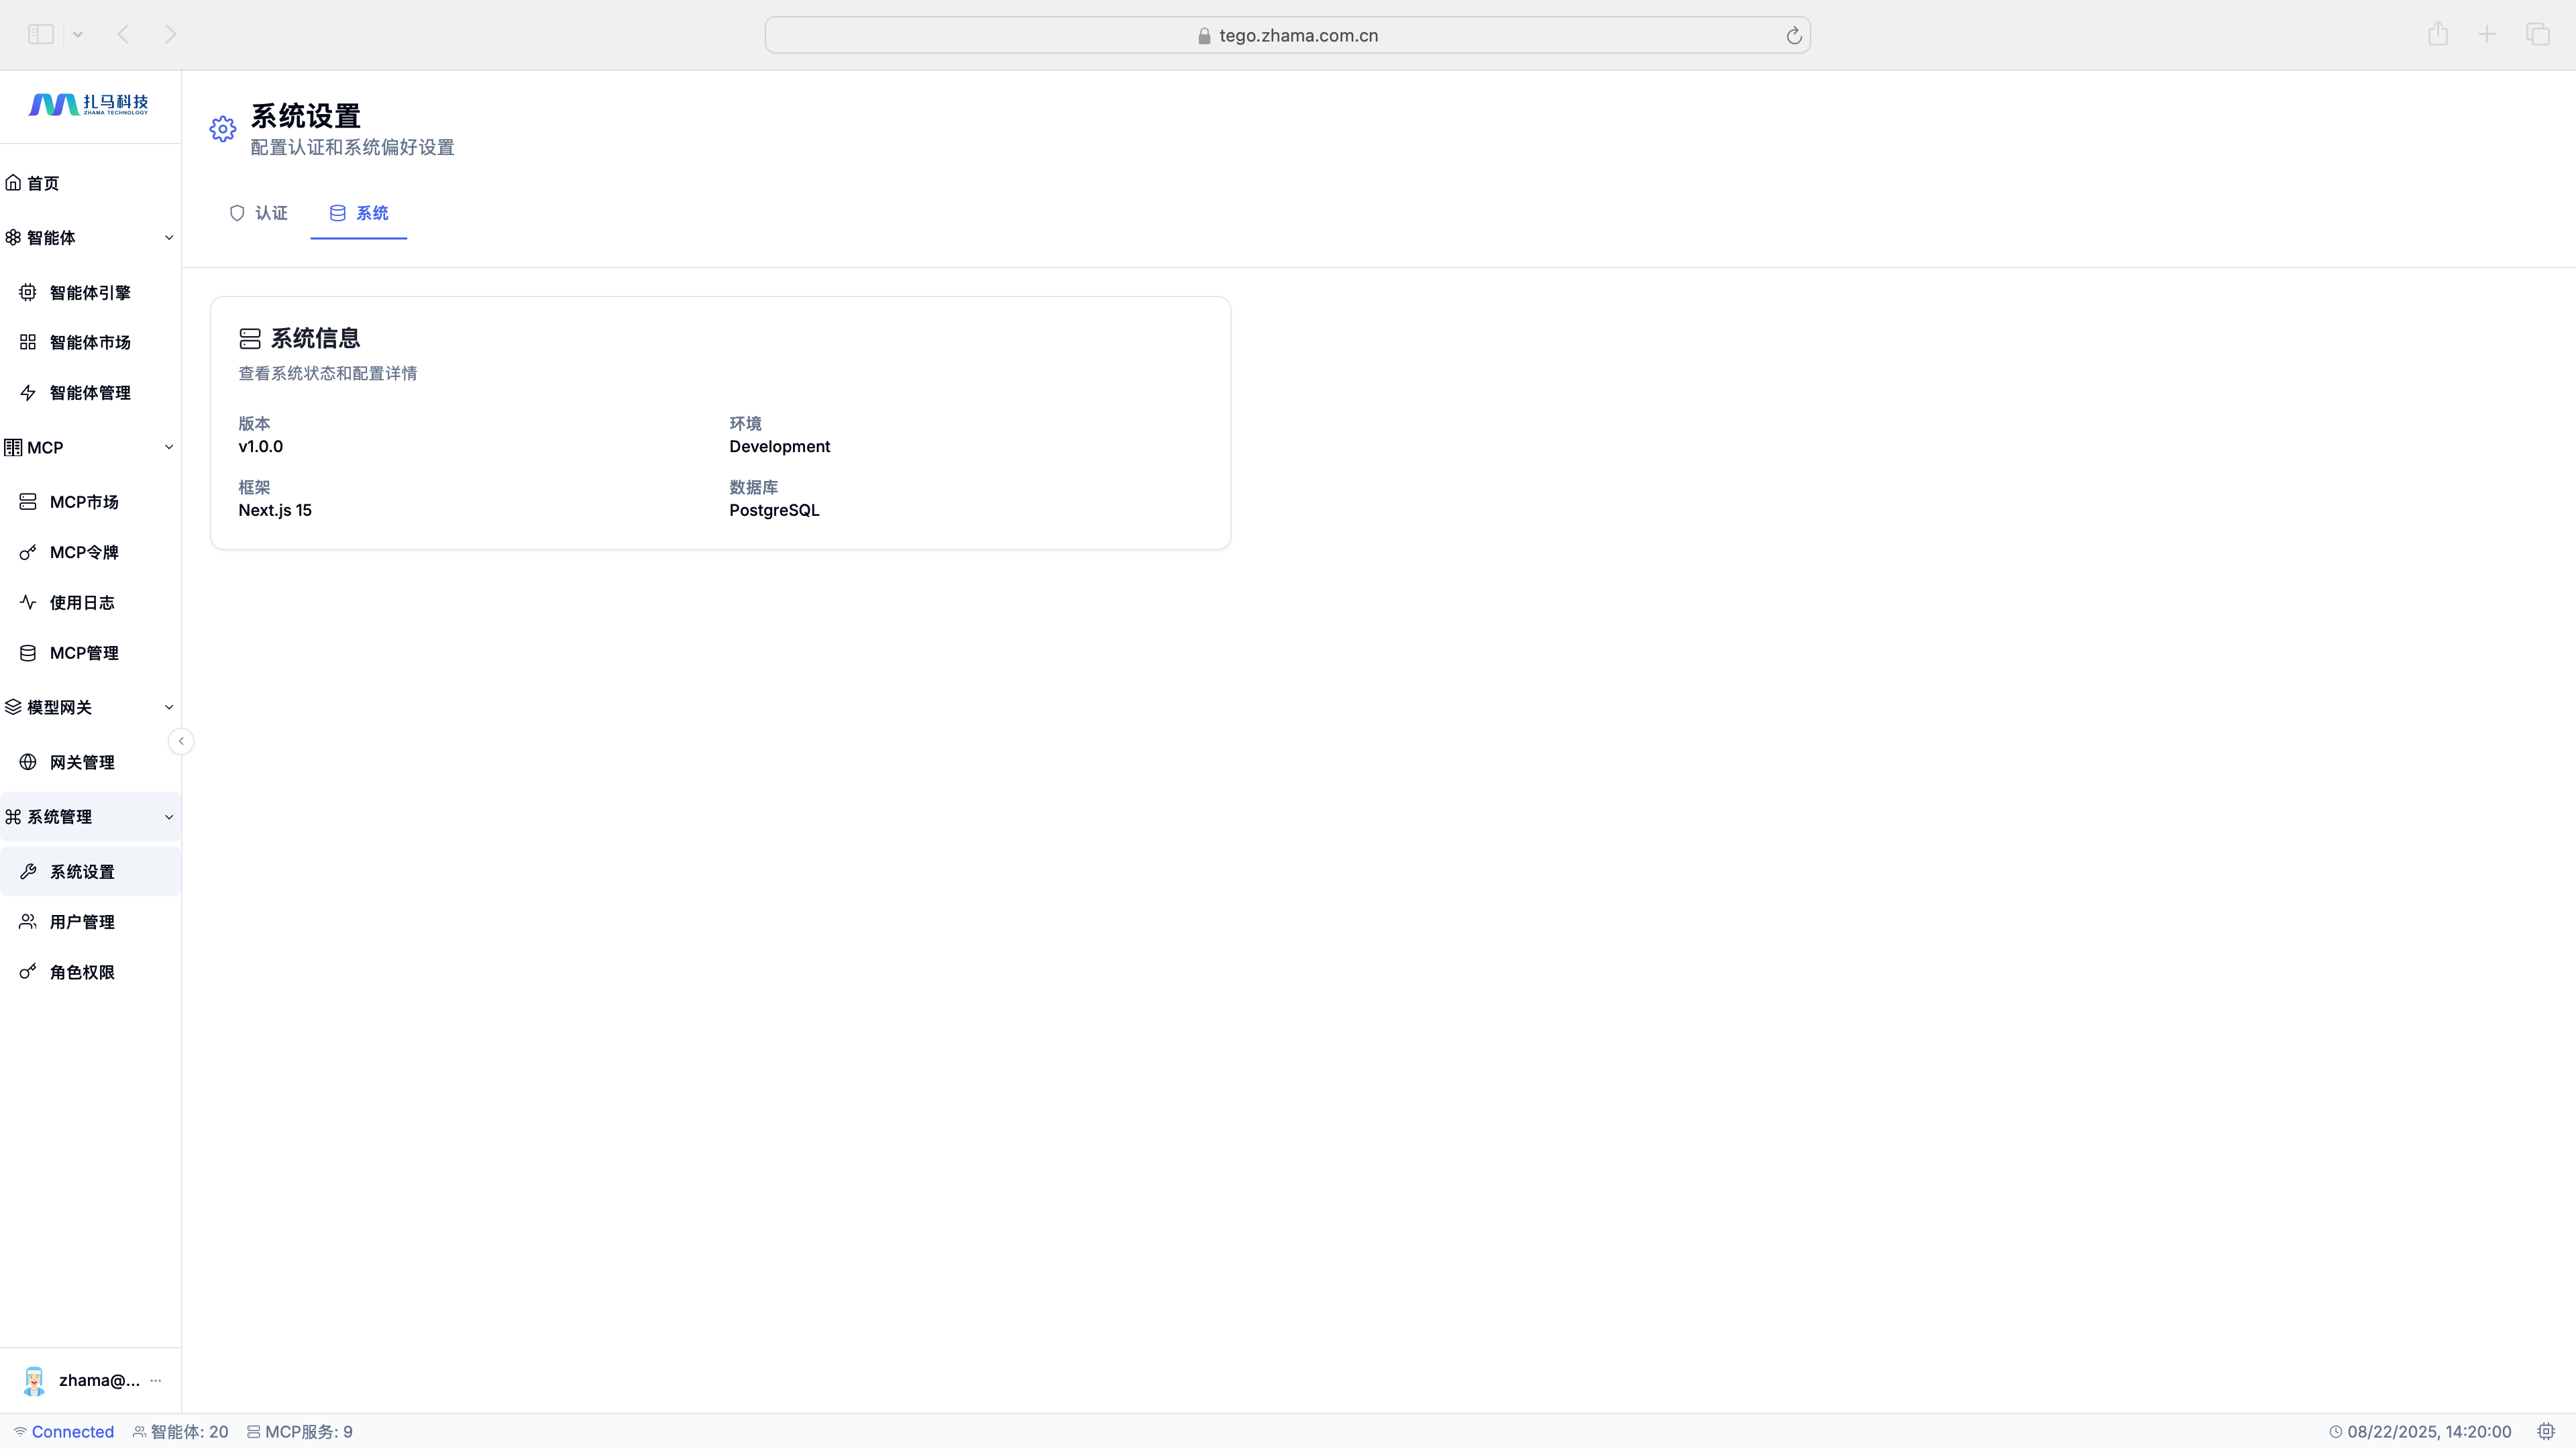 tego.zhama.com.cn
扎马科技
ZHAMA TECHNOLOGY
首页
智能体
智能体引擎
智能体市场
智能体管理
MCP
MCP市场
MCP令牌
使用日志
MCP管理
模型网关
网关管理
系统管理
系统设置
用户管理
角色权限
zhama@... ...
系统设置
配置认证和系统偏好设置
认证 系统
系统信息
查看系统状态和配置详情
版本 环境
v1.0.0 Development
框架 数据库
Next.js 15 PostgreSQL
Connected 智能体: 20 MCP服务: 9 08/22/2025, 14:20:00